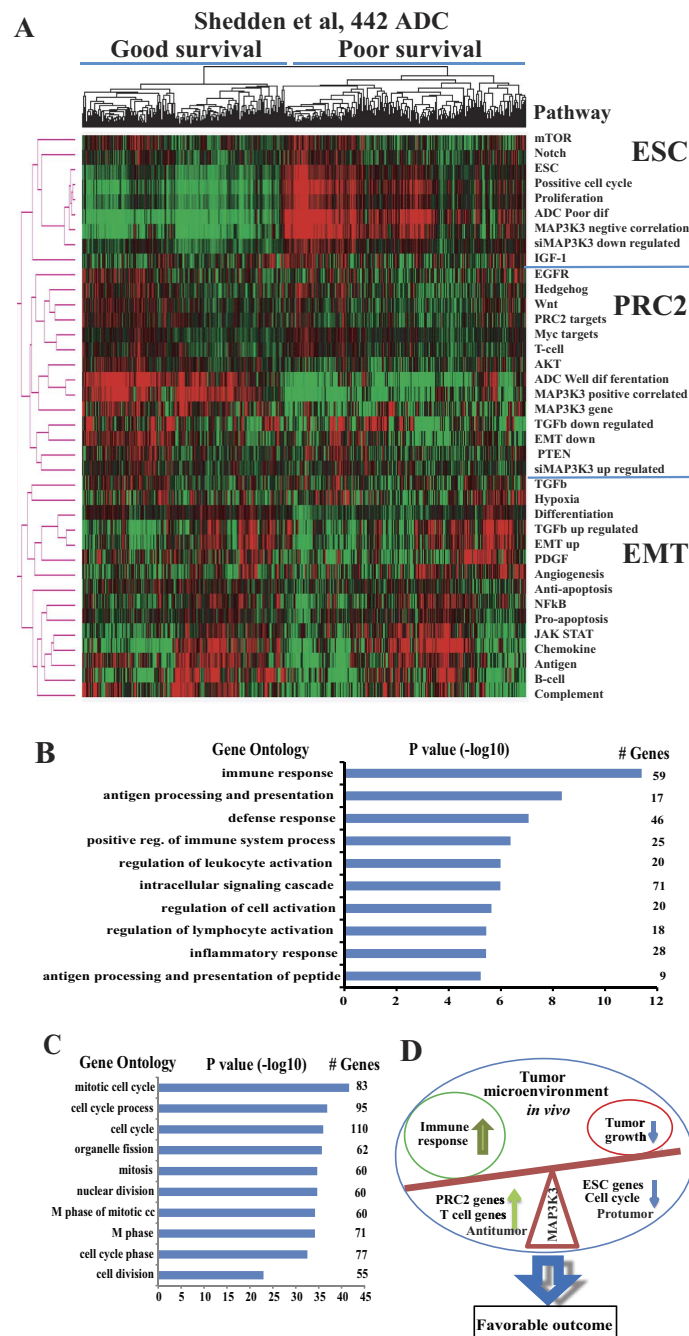 A
Shedden et al, 442 ADC
Good survival
Poor survival
Pathway
mTOR
Notch
ESC
Possitive cell cycle
Proliferation
ADC Poor dif
MAP3K3 negtive correlation
siMAP3K3 down regulated
IGF-1
ESC
EGFR
Hedgehog
Wnt
PRC2 targets
Myc targets
T-cell
AKT
ADC Well dif ferentation
MAP3K3 positive correlated
MAP3K3 gene
TGFb down regulated
EMT down
PTEN
siMAP3K3 up regulated
PRC2
TGFb
Hypoxia
Differentiation
TGFb up regulated
EMT up
PDGF
Angiogenesis
Anti-apoptosis
NFkB
Pro-apoptosis
JAK STAT
Chemokine
Antigen
B-cell
Complement
EMT
B
Gene Ontology P value (-log10) # Genes
immune response 59
antigen processing and presentation 17
defense response 46
positive reg. of immune system process 25
regulation of leukocyte activation 20
intracellular signaling cascade 71
regulation of cell activation 20
regulation of lymphocyte activation 18
inflammatory response 28
antigen processing and presentation of peptide 9
0 2 4 6 8 10 12
C
Gene Ontology P value (-log10) # Genes
mitotic cell cycle 83
cell cycle process 95
cell cycle 110
organelle fission 62
mitosis 60
nuclear division 60
M phase of mitotic cc 60
M phase 71
cell cycle phase 77
cell division 55
0 5 10 15 20 25 30 35 40 45
D
Tumor
microenvironment
in vivo
Immune
response
Tumor
growth
PRC2 genes
T cell genes
Antitumor
MAP3K3
ESC genes
Cell cycle
Protumor
Favorable outcome